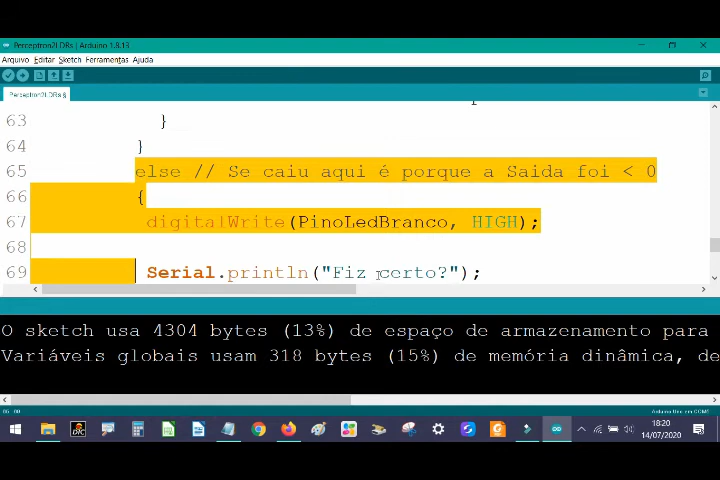 Perceptron2LDRs | Arduino 1.8.13
Arquivo Editar Sketch Ferramentas Ajuda
Perceptron2LDRs §
63 }
64 }
65 else // Se caiu aqui é porque a Saida foi < 0
66 {
67 digitalWrite(PinoLedBranco, HIGH);
68
69 Serial.println("Fiz certo?");
O sketch usa 4304 bytes (13%) de espaço de armazenamento para
Variáveis globais usam 318 bytes (15%) de memória dinâmica, de
18:20
14/07/2020